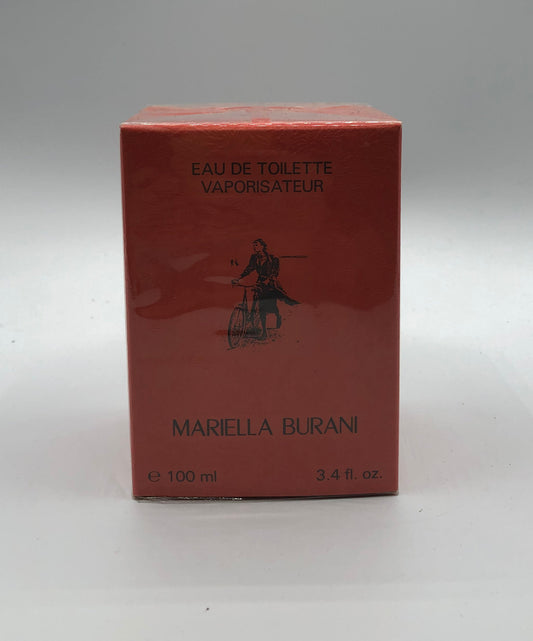 EAU DE TOILETTE
VAPORISATEUR
MARIELLA BURANI
℮ 100 ml 3.4 fl. oz.